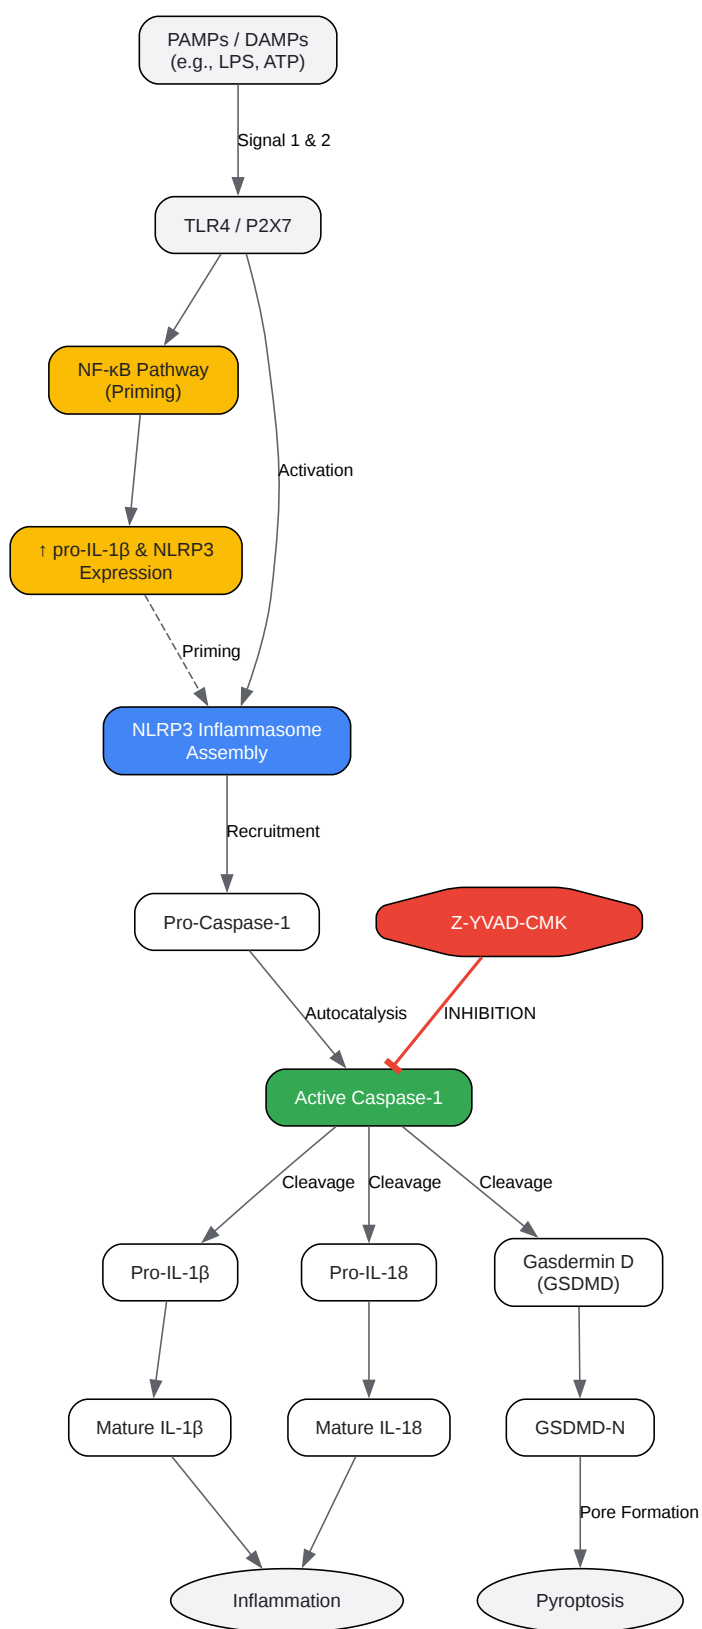 PAMPs / DAMPs
(e.g., LPS, ATP)
Signal 1 & 2
TLR4 / P2X7
NF-κB Pathway
(Priming)
Activation
↑ pro-IL-1β & NLRP3
Expression
Priming
NLRP3 Inflammasome
Assembly
Recruitment
Pro-Caspase-1
Z-YVAD-CMK
Autocatalysis
INHIBITION
Active Caspase-1
Cleavage
Cleavage
Cleavage
Pro-IL-1β
Pro-IL-18
Gasdermin D
(GSDMD)
Mature IL-1β
Mature IL-18
GSDMD-N
Pore Formation
Inflammation
Pyroptosis